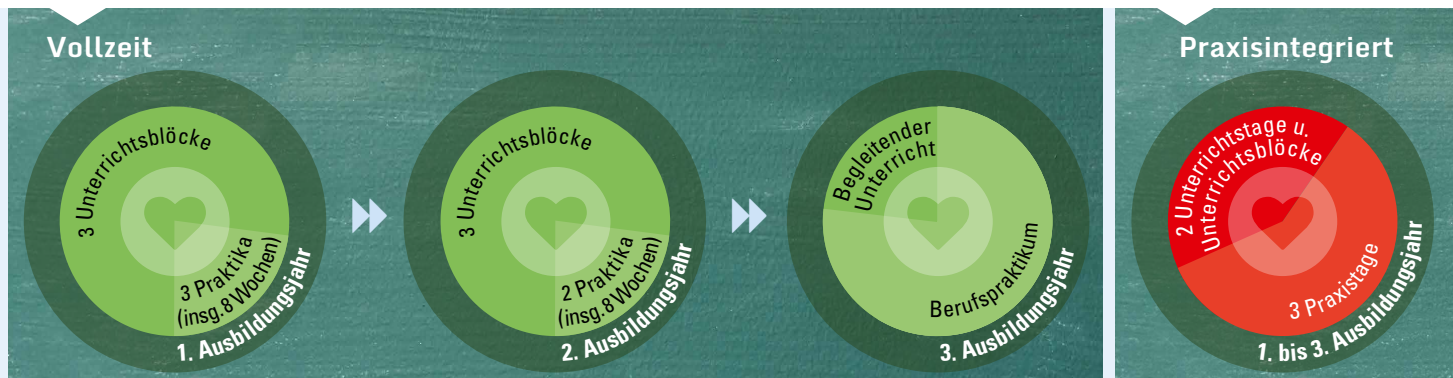 Vollzeit
3 Unterrichtsblöcke
3 Praktika
(insg.8 Wochen)
1. Ausbildungsjahr
3 Unterrichtsblöcke
2 Praktika
(insg.8 Wochen)
2. Ausbildungsjahr
Begleitender
Unterricht
Berufspraktikum
3. Ausbildungsjahr
Praxisintegriert
2 Unterrichtstage u.
Unterrichtsblöcke
3 Praxistage
1. bis 3. Ausbildungsjahr